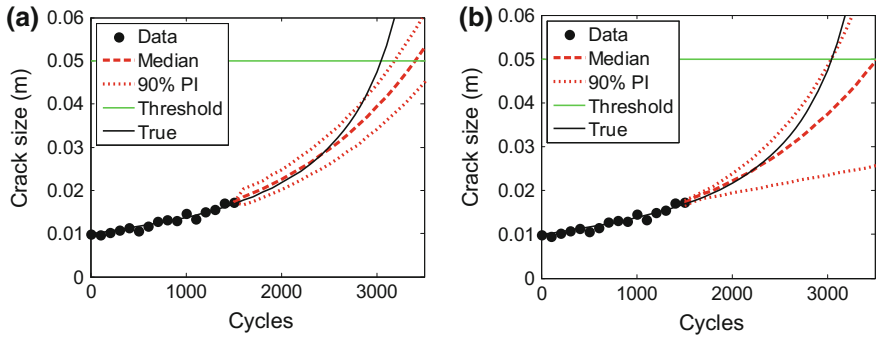 (a)
Data
Median
90% PI
Threshold
True
Crack size (m)
0.06
0.05
0.04
0.03
0.02
0.01
0
0
1000
2000
3000
Cycles
(b)
Data
Median
90% PI
Threshold
True
Crack size (m)
0.06
0.05
0.04
0.03
0.02
0.01
0
0
1000
2000
3000
Cycles